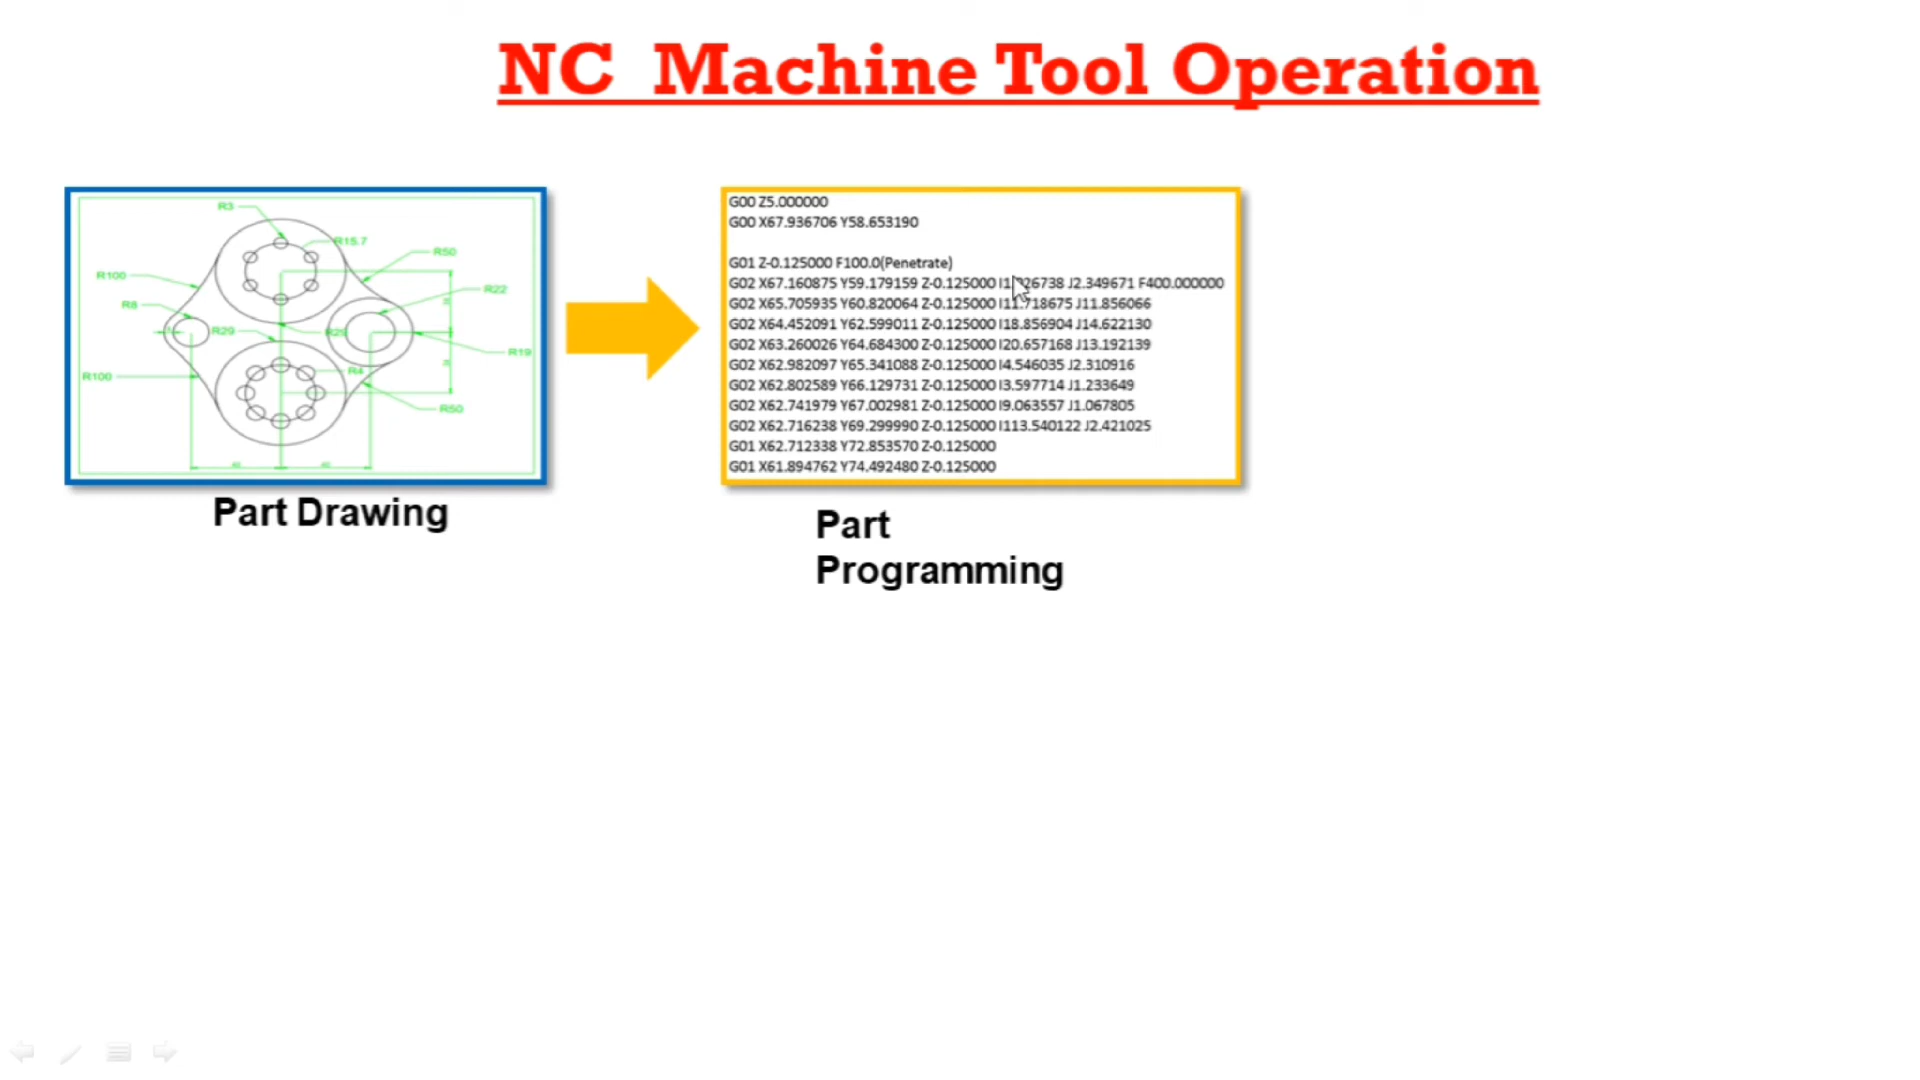 NC Machine Tool Operation
R3
R15.7
R50
R100
R22
R8
R29
R19
R4
R100
R50
40
40
Part Drawing
G00 Z5.000000
G00 X67.936706 Y58.653190
G01 Z-0.125000 F100.0(Penetrate)
G02 X67.160875 Y59.179159 Z-0.125000 J2.349671 F400.000000
G02 X65.705935 Y60.820064 Z-0.125000 I11.718675 J11.856066
G02 X64.452091 Y62.599011 Z-0.125000 I18.856904 J14.622130
G02 X63.260026 Y64.684300 Z-0.125000 I20.657168 J13.192139
G02 X62.982097 Y65.341088 Z-0.125000 I4.546035 J2.310916
G02 X62.802589 Y66.129731 Z-0.125000 I3.597714 J1.233649
G02 X62.741979 Y67.002981 Z-0.125000 I9.063557 J1.067805
G02 X62.716238 Y69.299990 Z-0.125000 I113.540122 J2.421025
G01 X62.712338 Y72.853570 Z-0.125000
G01 X61.894762 Y74.492480 Z-0.125000
Part
Programming